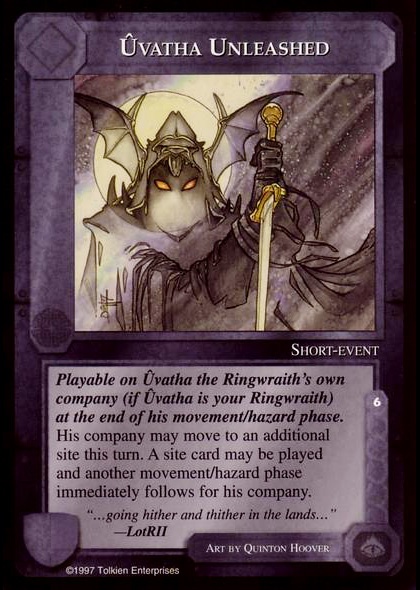 Ûvatha Unleashed
Short-event
Playable on Ûvatha the Ringwraith's own
company (if Ûvatha is your Ringwraith)
at the end of his movement/hazard phase.
His company may move to an additional
site this turn. A site card may be played
and another movement/hazard phase
immediately follows for his company.
6
"...going hither and thither in the lands..."
—LotRII
Art by Quinton Hoover
©1997 Tolkien Enterprises